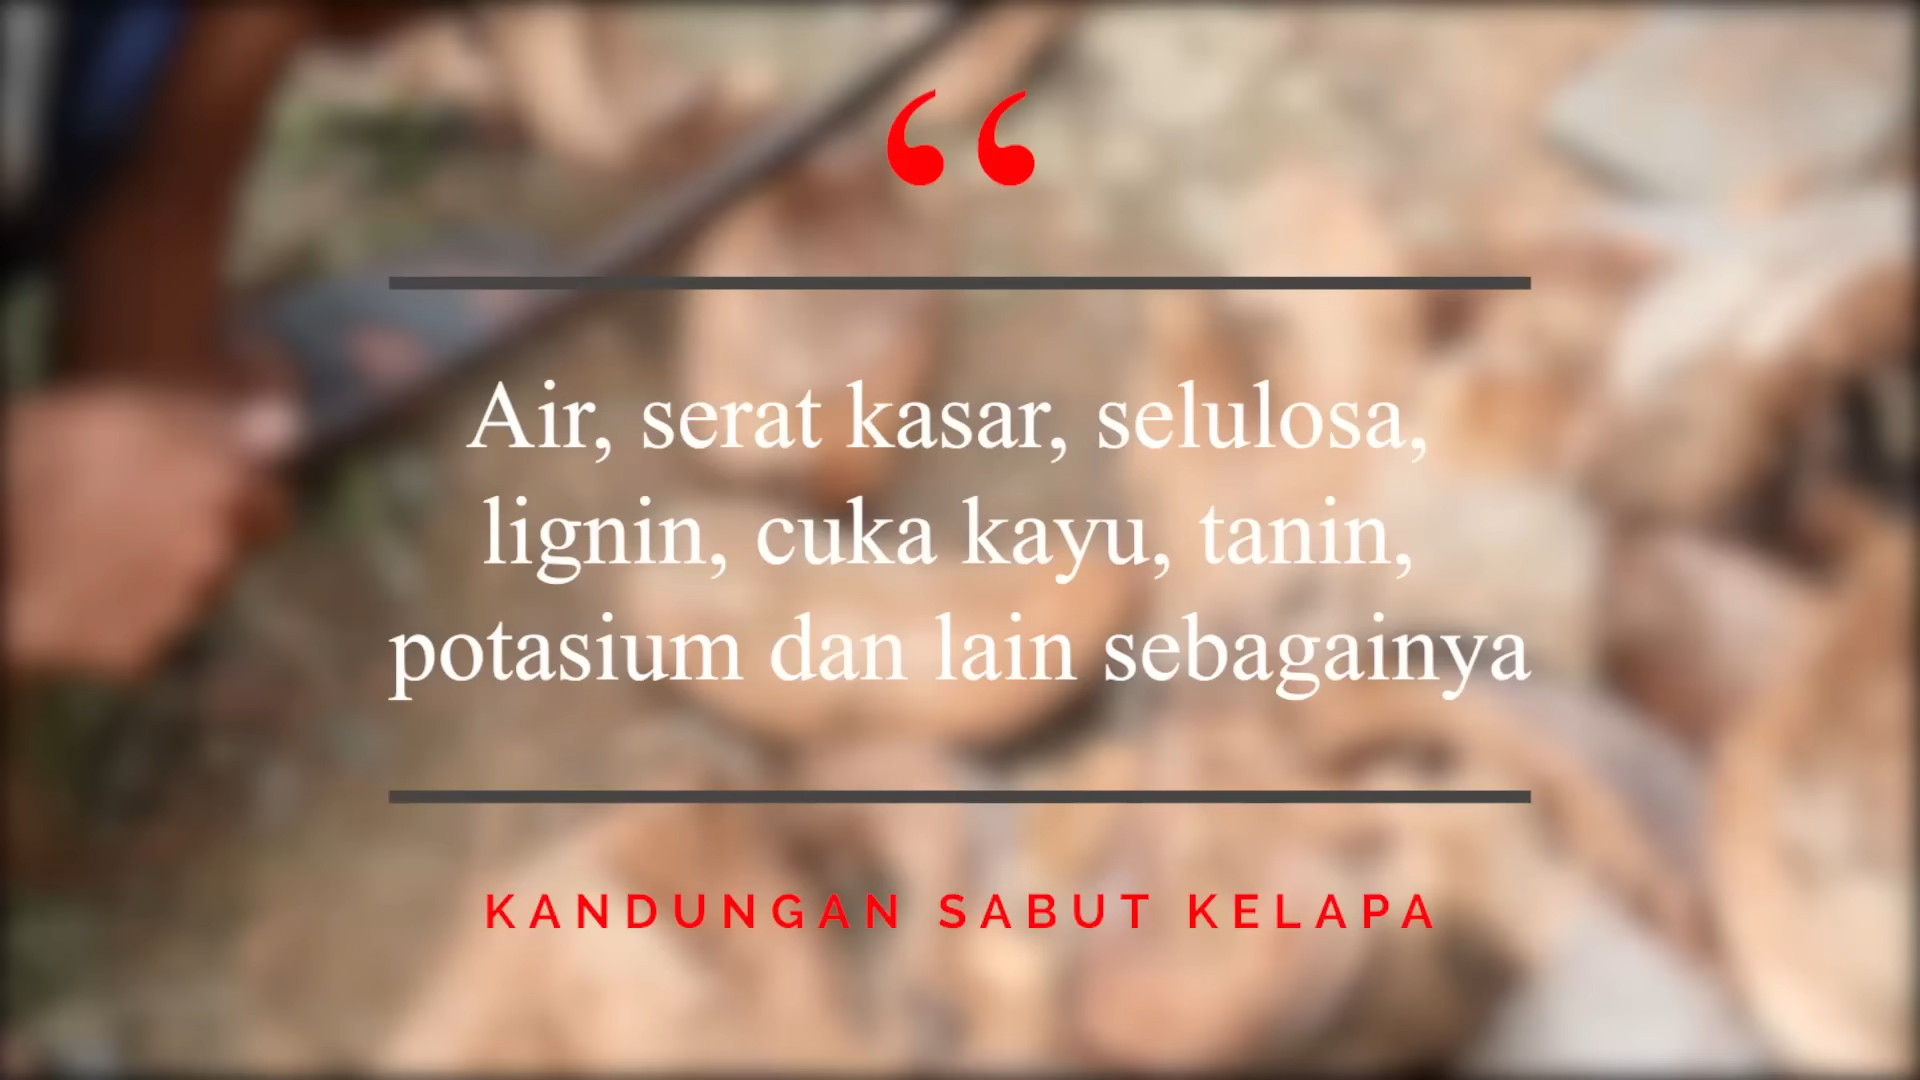 “
Air, serat kasar, selulosa,
lignin, cuka kayu, tanin,
potasium dan lain sebagainya
KANDUNGAN SABUT KELAPA